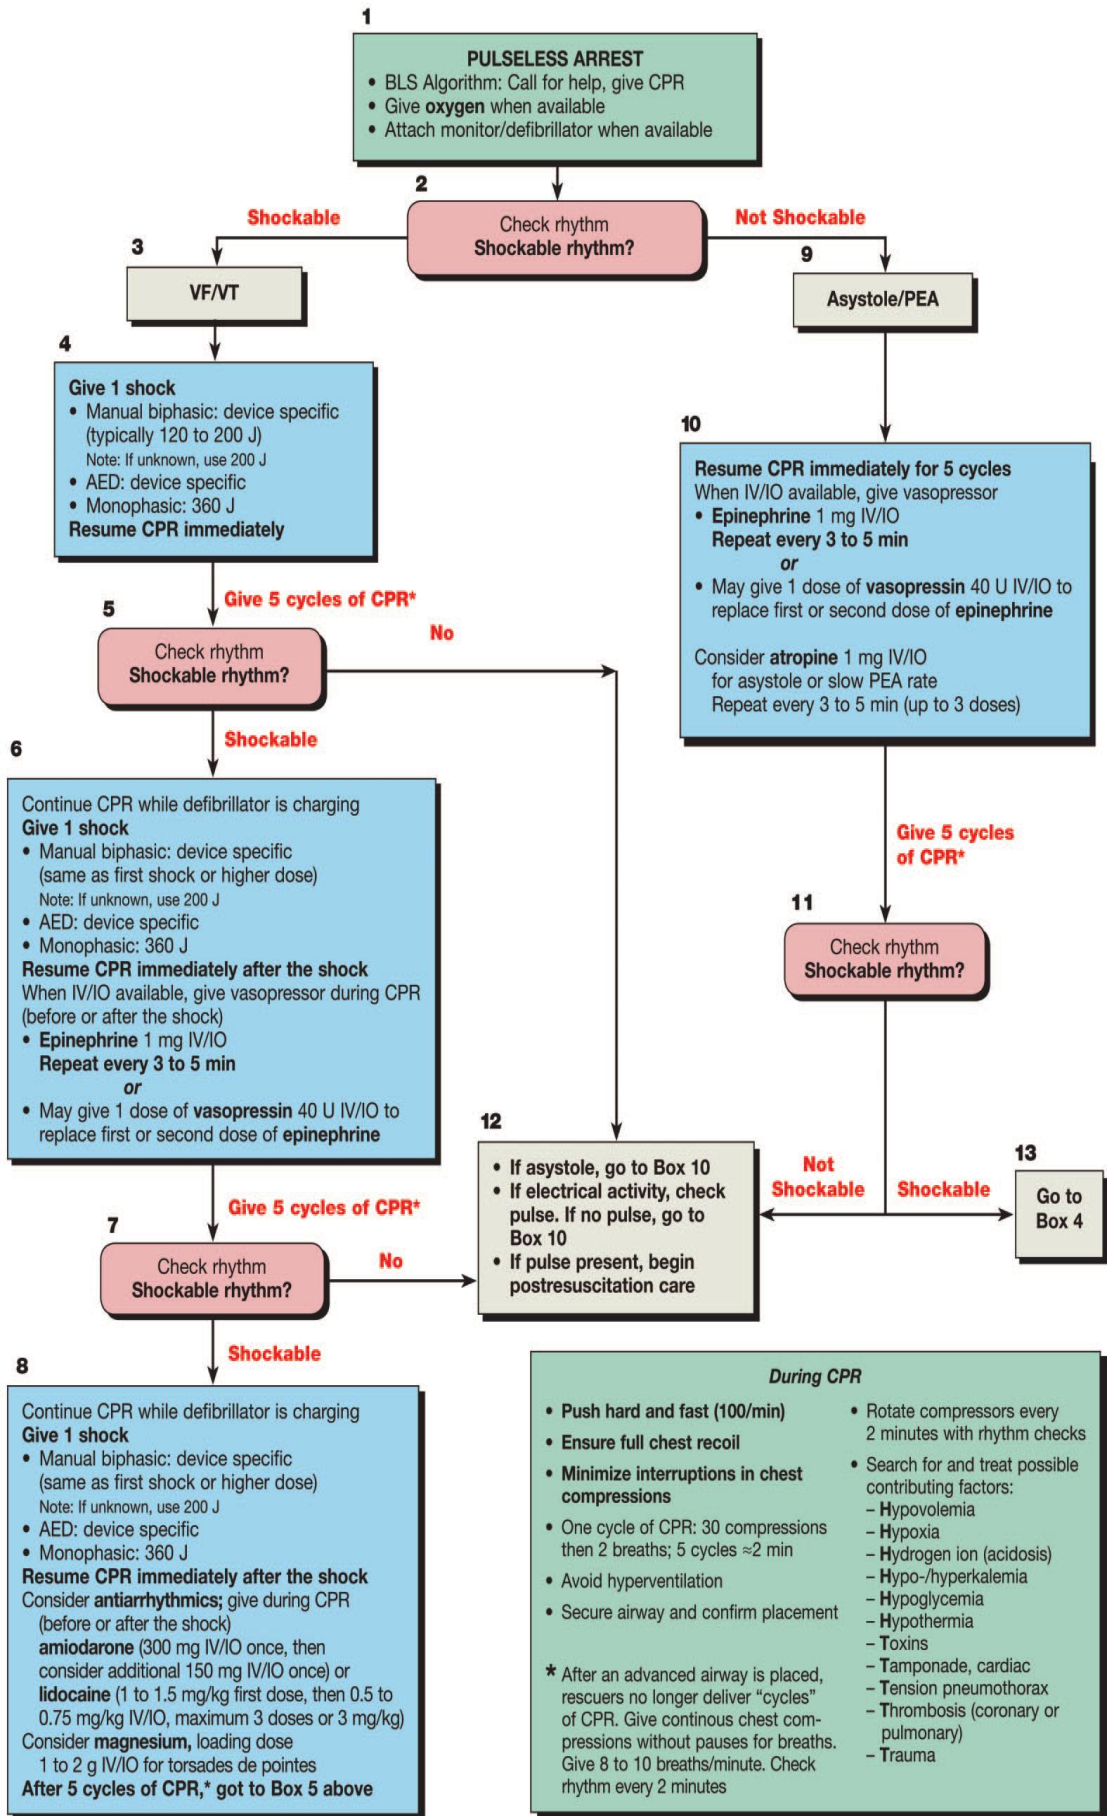 1
PULSELESS ARREST
• BLS Algorithm: Call for help, give CPR
• Give oxygen when available
• Attach monitor/defibrillator when available
2
Shockable
Check rhythm
Shockable rhythm?
Not Shockable
3
VF/VT
9
Asystole/PEA
4
Give 1 shock
• Manual biphasic: device specific
(typically 120 to 200 J)
Note: If unknown, use 200 J
• AED: device specific
• Monophasic: 360 J
Resume CPR immediately
10
Resume CPR immediately for 5 cycles
When IV/IO available, give vasopressor
• Epinephrine 1 mg IV/IO
Repeat every 3 to 5 min
or
• May give 1 dose of vasopressin 40 U IV/IO to
replace first or second dose of epinephrine
Consider atropine 1 mg IV/IO
for asystole or slow PEA rate
Repeat every 3 to 5 min (up to 3 doses)
Give 5 cycles of CPR*
5
Check rhythm
Shockable rhythm?
No
Shockable
6
Continue CPR while defibrillator is charging
Give 1 shock
• Manual biphasic: device specific
(same as first shock or higher dose)
Note: If unknown, use 200 J
• AED: device specific
• Monophasic: 360 J
Resume CPR immediately after the shock
When IV/IO available, give vasopressor during CPR
(before or after the shock)
• Epinephrine 1 mg IV/IO
Repeat every 3 to 5 min
or
• May give 1 dose of vasopressin 40 U IV/IO to
replace first or second dose of epinephrine
Give 5 cycles
of CPR*
11
Check rhythm
Shockable rhythm?
12
• If asystole, go to Box 10
• If electrical activity, check
pulse. If no pulse, go to
Box 10
• If pulse present, begin
postresuscitation care
Not
Shockable
Shockable
13
Go to
Box 4
Give 5 cycles of CPR*
7
Check rhythm
Shockable rhythm?
No
Shockable
8
Continue CPR while defibrillator is charging
Give 1 shock
• Manual biphasic: device specific
(same as first shock or higher dose)
Note: If unknown, use 200 J
• AED: device specific
• Monophasic: 360 J
Resume CPR immediately after the shock
Consider antiarrhythmics; give during CPR
(before or after the shock)
amiodarone (300 mg IV/IO once, then
consider additional 150 mg IV/IO once) or
lidocaine (1 to 1.5 mg/kg first dose, then 0.5 to
0.75 mg/kg IV/IO, maximum 3 doses or 3 mg/kg)
Consider magnesium, loading dose
1 to 2 g IV/IO for torsades de pointes
After 5 cycles of CPR,* got to Box 5 above
During CPR
• Push hard and fast (100/min)
• Ensure full chest recoil
• Minimize interruptions in chest
compressions
• One cycle of CPR: 30 compressions
then 2 breaths; 5 cycles ≈2 min
• Avoid hyperventilation
• Secure airway and confirm placement
* After an advanced airway is placed,
rescuers no longer deliver “cycles”
of CPR. Give continous chest com-
pressions without pauses for breaths.
Give 8 to 10 breaths/minute. Check
rhythm every 2 minutes
• Rotate compressors every
2 minutes with rhythm checks
• Search for and treat possible
contributing factors:
– Hypovolemia
– Hypoxia
– Hydrogen ion (acidosis)
– Hypo-/hyperkalemia
– Hypoglycemia
– Hypothermia
– Toxins
– Tamponade, cardiac
– Tension pneumothorax
– Thrombosis (coronary or
pulmonary)
– Trauma